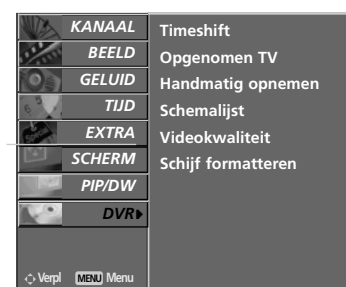 KANAAL
BEELD
GELUID
TIJD
EXTRA
SCHERM
PIP/DW
DVR
Timeshift
Opgenomen TV
Handmatig opnemen
Schemalijst
Videokwaliteit
Schijf formatteren
Verpl MENU Menu